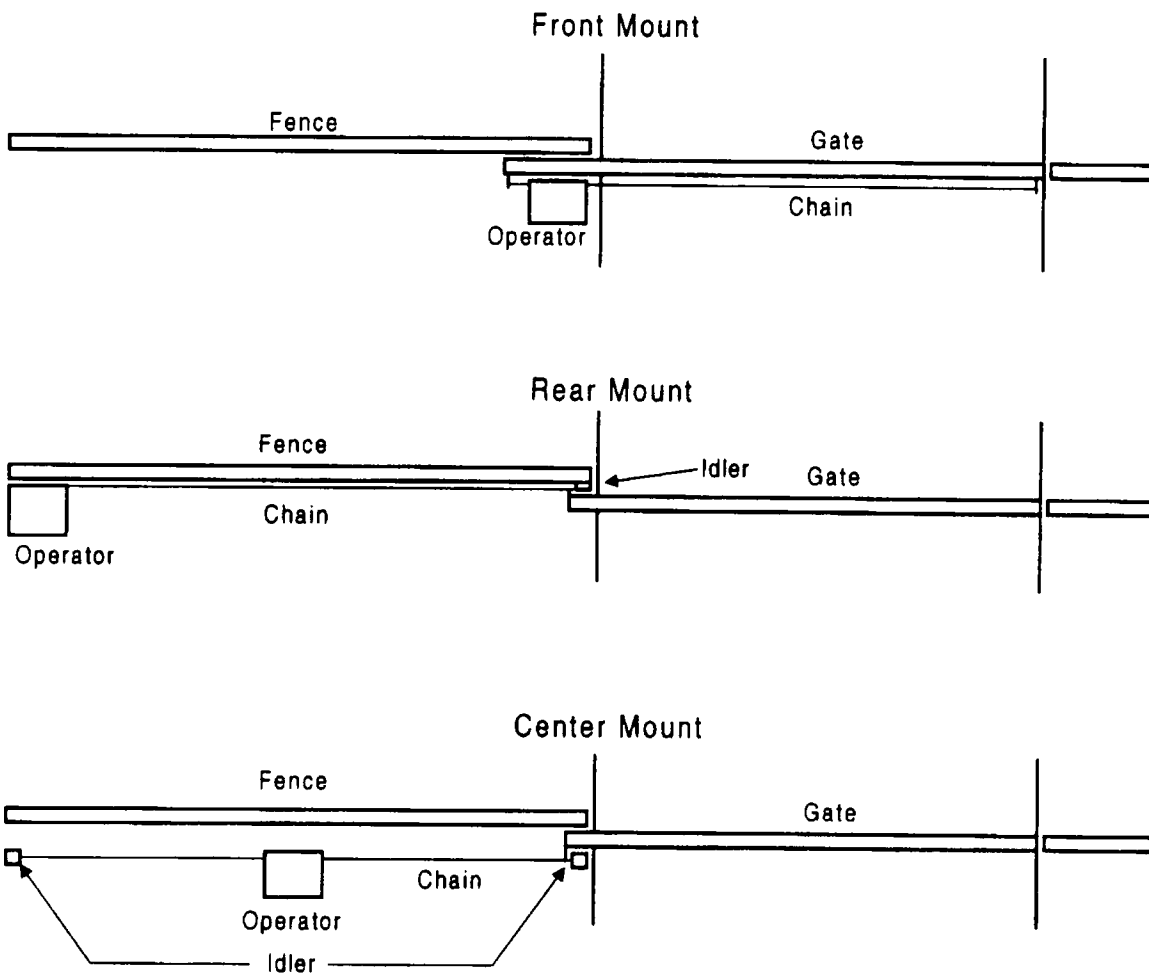 Front Mount
Fence
Gate
Chain
Operator
Rear Mount
Fence
Idler
Gate
Chain
Operator
Center Mount
Fence
Gate
Chain
Operator
Idler